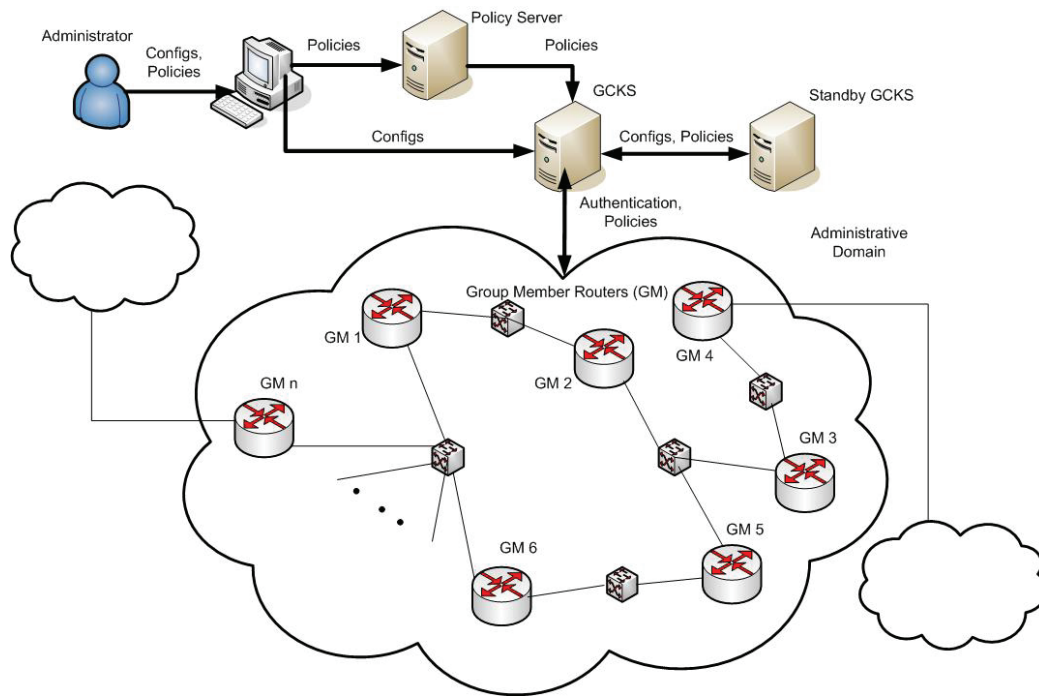 Policy Server
Administrator
Configs,
Policies
Policies
Policies
GCKS
Standby GCKS
Configs
Configs, Policies
Authentication,
Policies
Administrative
Domain
Group Member Routers (GM)
GM 1
GM 2
GM 4
GM n
GM 3
GM 5
GM 6